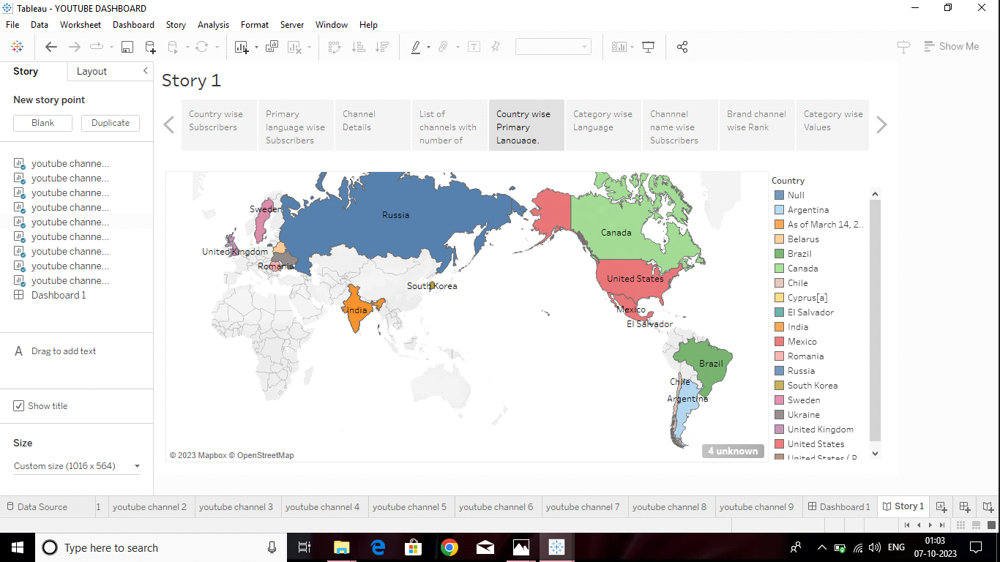 Tableau - YOUTUBE DASHBOARD
File Data Worksheet Dashboard Story Analysis Format Server Window Help
Show Me
Story Layout
New story point
Blank Duplicate
youtube channe...
youtube channe...
youtube channe...
youtube channe...
youtube channe...
youtube channe...
youtube channe...
youtube channe...
youtube channe...
Dashboard 1
A Drag to add text
Show title
Size
Custom size (1016 x 564)
Story 1
Country wise
Subscribers
Primary
language wise
Subscribers
Channel
Details
List of
channels with
number of
Country wise
Primary
Language.
Category wise
Language
Channnel
name wise
Subscribers
Brand channel
wise Rank
Category wise
Values
Sweden
Russia
United Kingdom
Romania
South Korea
India
Canada
United States
Mexico
El Salvador
Brazil
Chile
Argentina
4 unknown
© 2023 Mapbox © OpenStreetMap
Country
Null
Argentina
As of March 14, 2..
Belarus
Brazil
Canada
Chile
Cyprus[a]
El Salvador
India
Mexico
Romania
Russia
South Korea
Sweden
Ukraine
United Kingdom
United States
United States ( P
Data Source 1 youtube channel 2 youtube channel 3 youtube channel 4 youtube channel 5 youtube channel 6 youtube channel 7 youtube channel 8 youtube channel 9 Dashboard 1 Story 1
Type here to search
ENG
01:03
07-10-2023